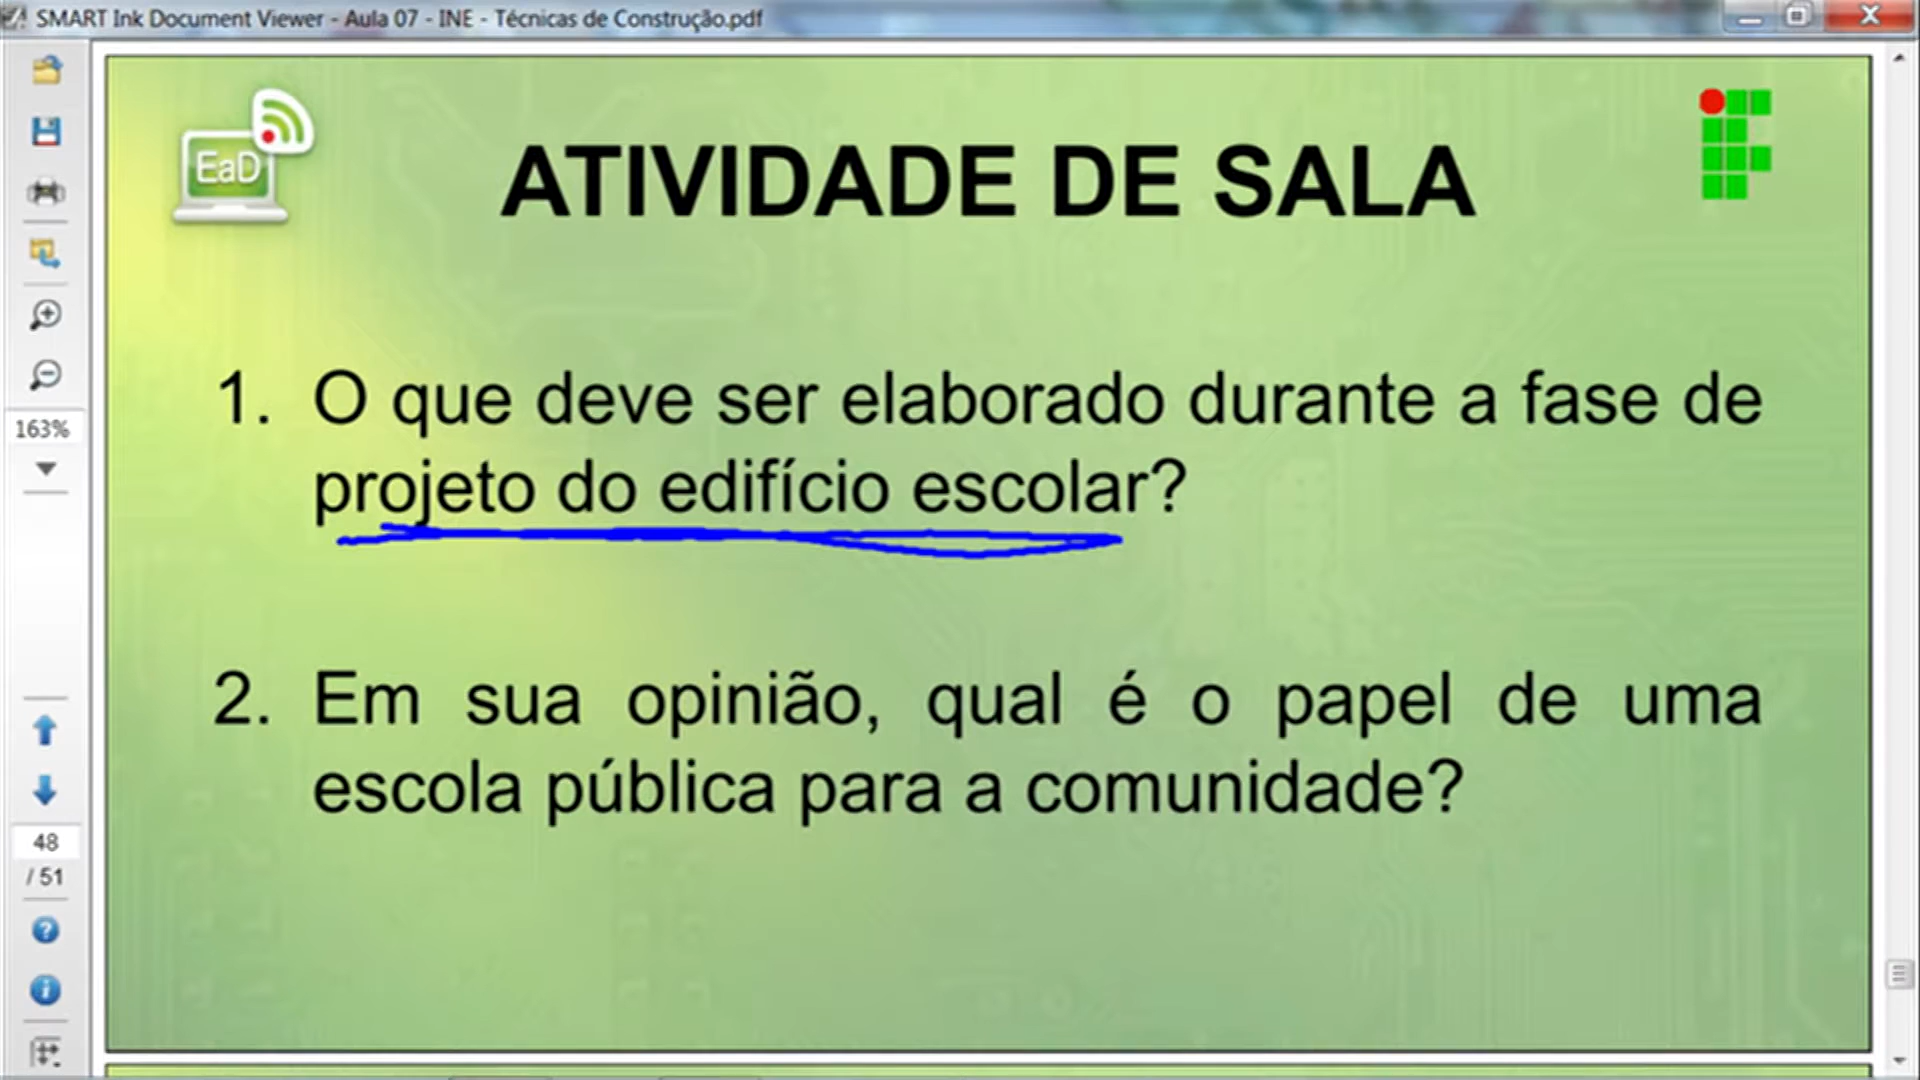 SMART Ink Document Viewer - Aula 07 - INE - Técnicas de Construção.pdf
EaD
ATIVIDADE DE SALA
1. O que deve ser elaborado durante a fase de
projeto do edifício escolar?
2. Em sua opinião, qual é o papel de uma
escola pública para a comunidade?
163%
48
/ 51